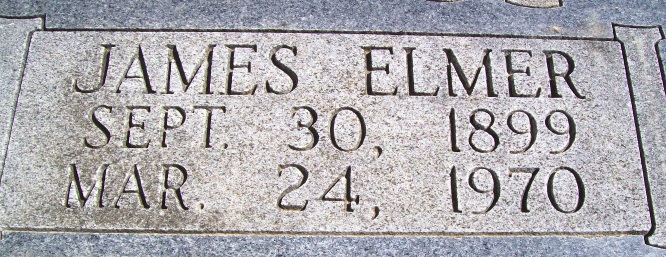 JAMES ELMER
SEPT. 30, 1899
MAR. 24, 1970